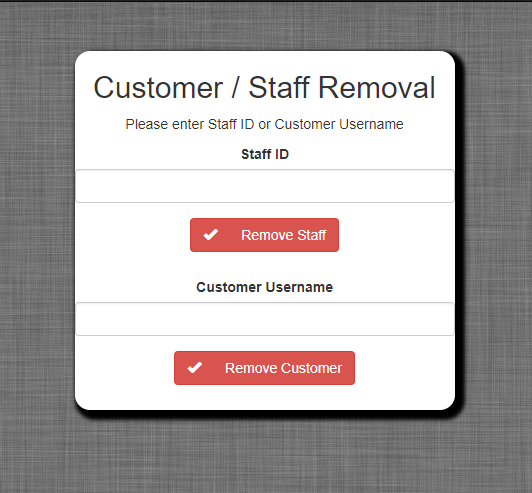 Customer / Staff Removal
Please enter Staff ID or Customer Username
Staff ID
Remove Staff
Customer Username
Remove Customer